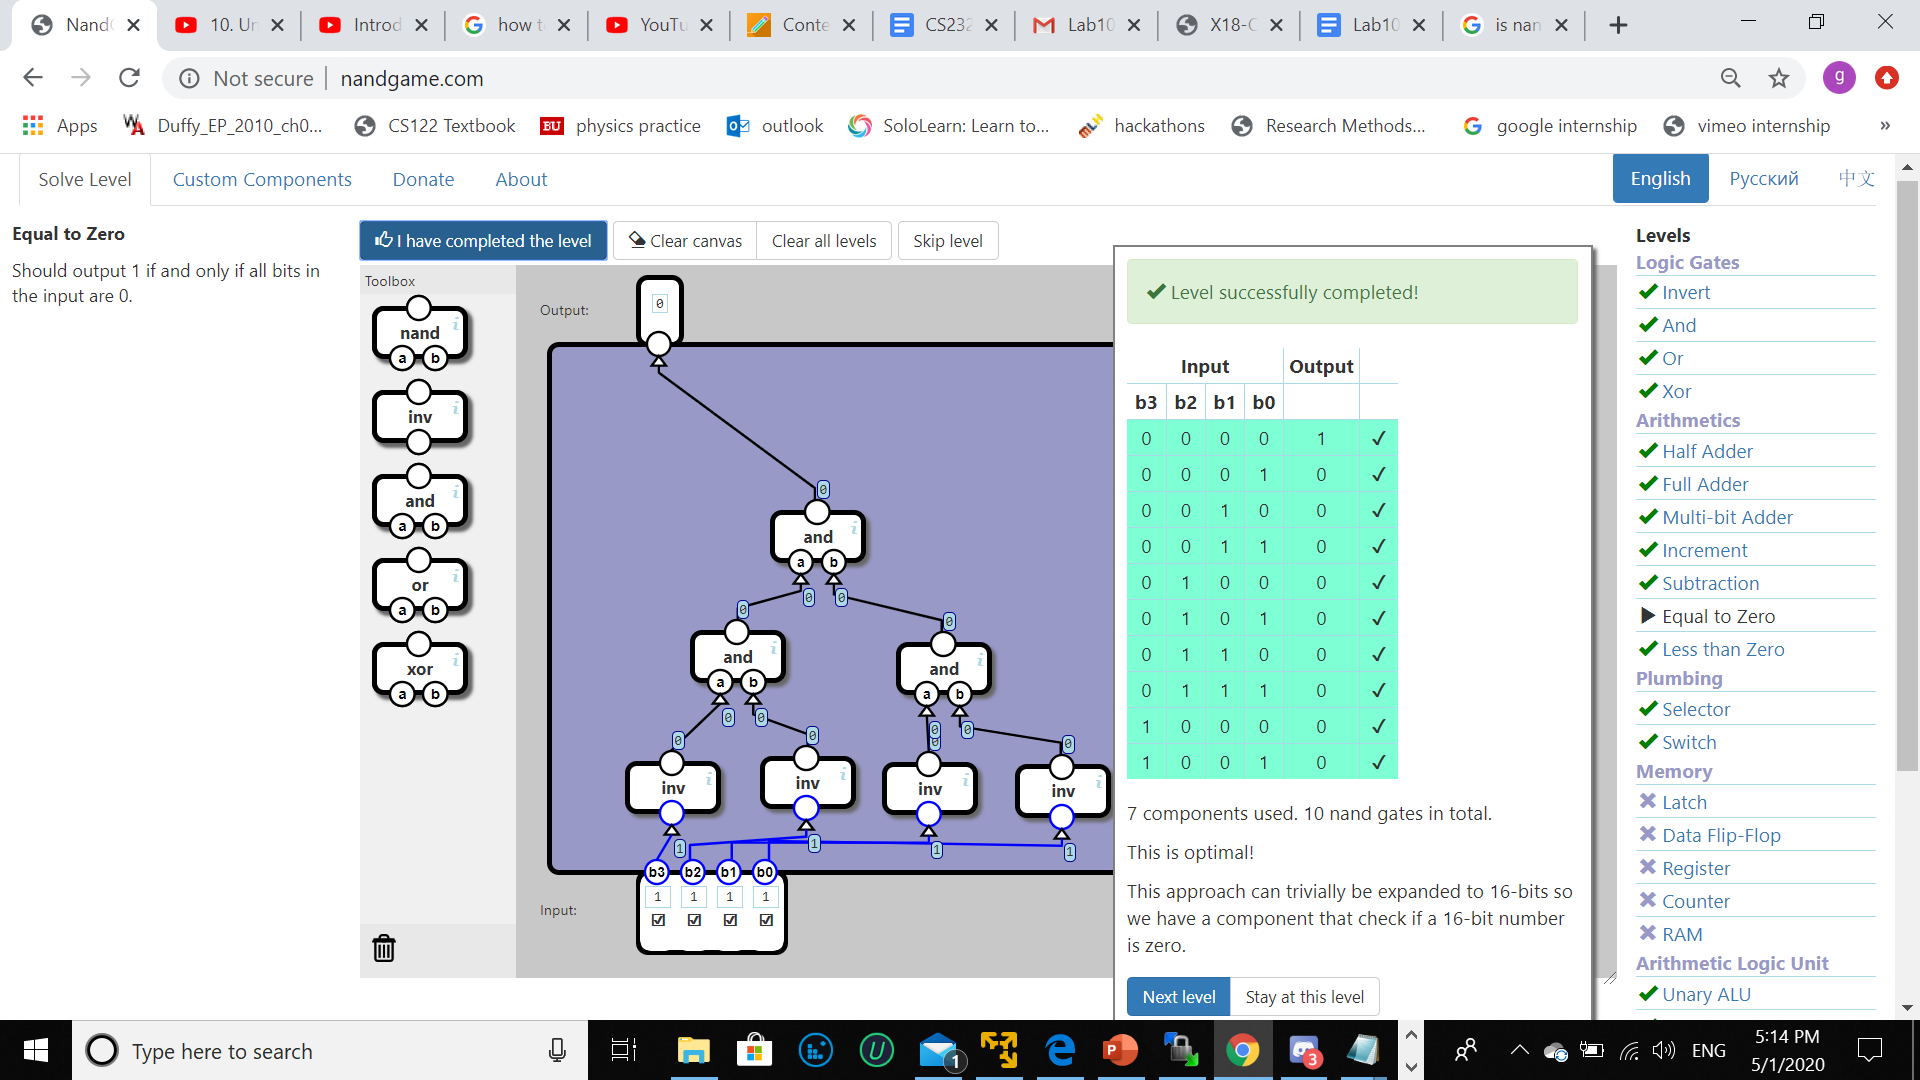 NandG
10. Un
Introd
how to
YouTu
Conte
CS232
Lab10
X18-C
Lab10
is nan
Not secure
nandgame.com
g
Apps
Duffy_EP_2010_ch0...
CS122 Textbook
BU physics practice
outlook
SoloLearn: Learn to...
hackathons
Research Methods...
google internship
vimeo internship
»
Solve Level
Custom Components
Donate
About
English
Русский
中文
Equal to Zero
Should output 1 if and only if all bits in
the input are 0.
I have completed the level
Clear canvas
Clear all levels
Skip level
Toolbox
nand
a b
inv
and
a b
or
a b
xor
a b
Output:
0
0
and
a b
0 0
0 0
and and
a b a b
0 0 0 0
0 0 0 0
inv inv inv inv
1 1 1 1
b3 b2 b1 b0
Input:
1 1 1 1
Level successfully completed!
Input Output
b3 b2 b1 b0
0 0 0 0 1 ✓
0 0 0 1 0 ✓
0 0 1 0 0 ✓
0 0 1 1 0 ✓
0 1 0 0 0 ✓
0 1 0 1 0 ✓
0 1 1 0 0 ✓
0 1 1 1 0 ✓
1 0 0 0 0 ✓
1 0 0 1 0 ✓
7 components used. 10 nand gates in total.
This is optimal!
This approach can trivially be expanded to 16-bits so
we have a component that check if a 16-bit number
is zero.
Next level
Stay at this level
Levels
Logic Gates
Invert
And
Or
Xor
Arithmetics
Half Adder
Full Adder
Multi-bit Adder
Increment
Subtraction
Equal to Zero
Less than Zero
Plumbing
Selector
Switch
Memory
Latch
Data Flip-Flop
Register
Counter
RAM
Arithmetic Logic Unit
Unary ALU
Type here to search
1
3
ENG
5:14 PM
5/1/2020